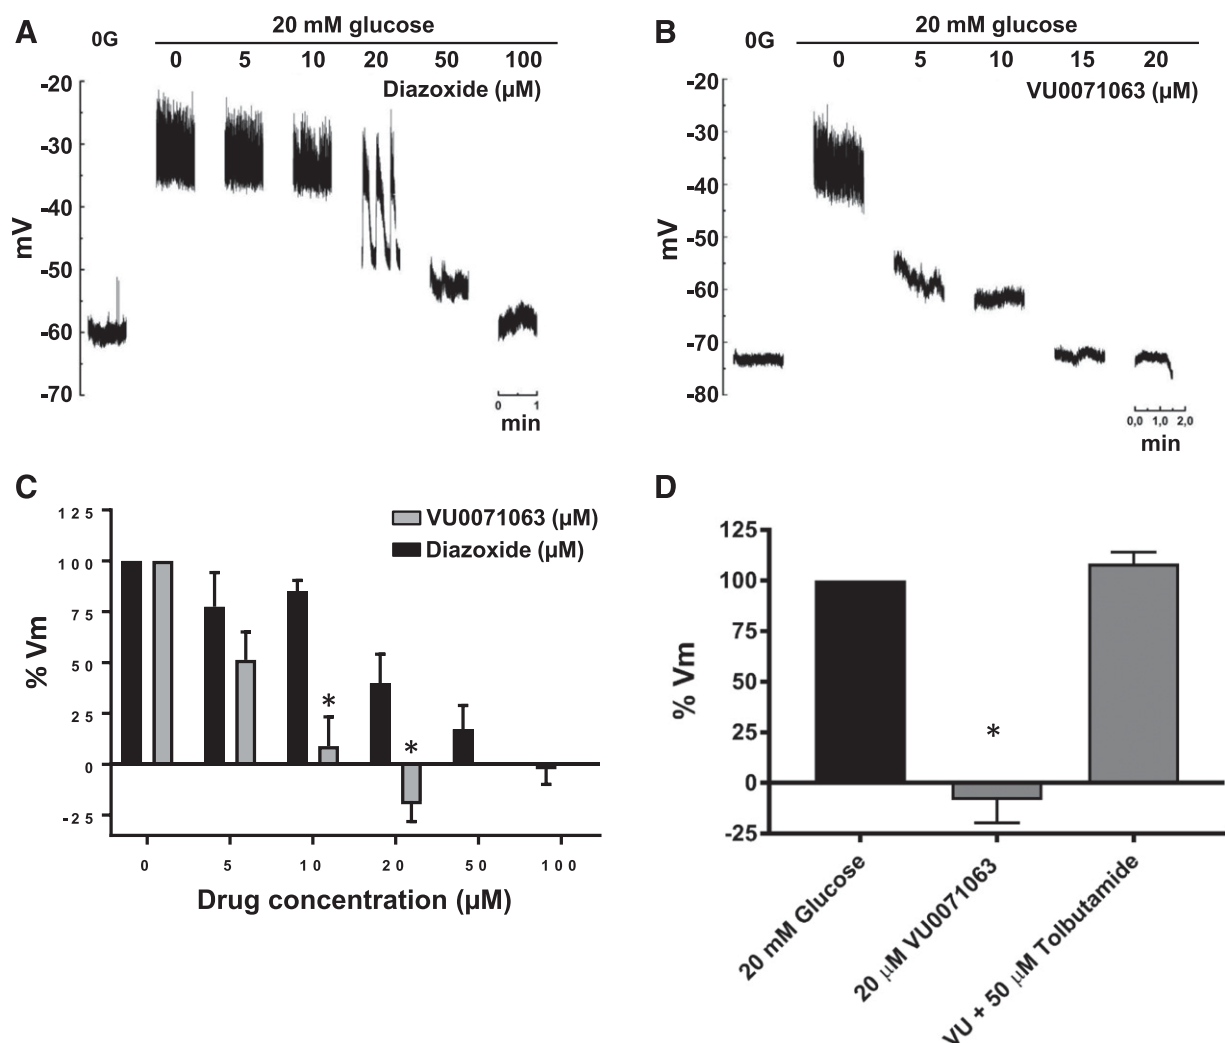 A
20 mM glucose
0G
0 5 10 20 50 100
Diazoxide (µM)
-20
-30
-40
-50
-60
-70
mV
0 1
min
B
20 mM glucose
0G
0 5 10 15 20
VU0071063 (µM)
-20
-30
-40
-50
-60
-70
-80
mV
0,0 1,0 2,0
min
C
125
100
75
50
25
0
-25
% Vm
VU0071063 (µM)
Diazoxide (µM)
*
*
0 5 10 20 50 100
Drug concentration (µM)
D
125
100
75
50
25
0
-25
% Vm
*
20 mM Glucose
20 µM VU0071063
VU + 50 µM Tolbutamide